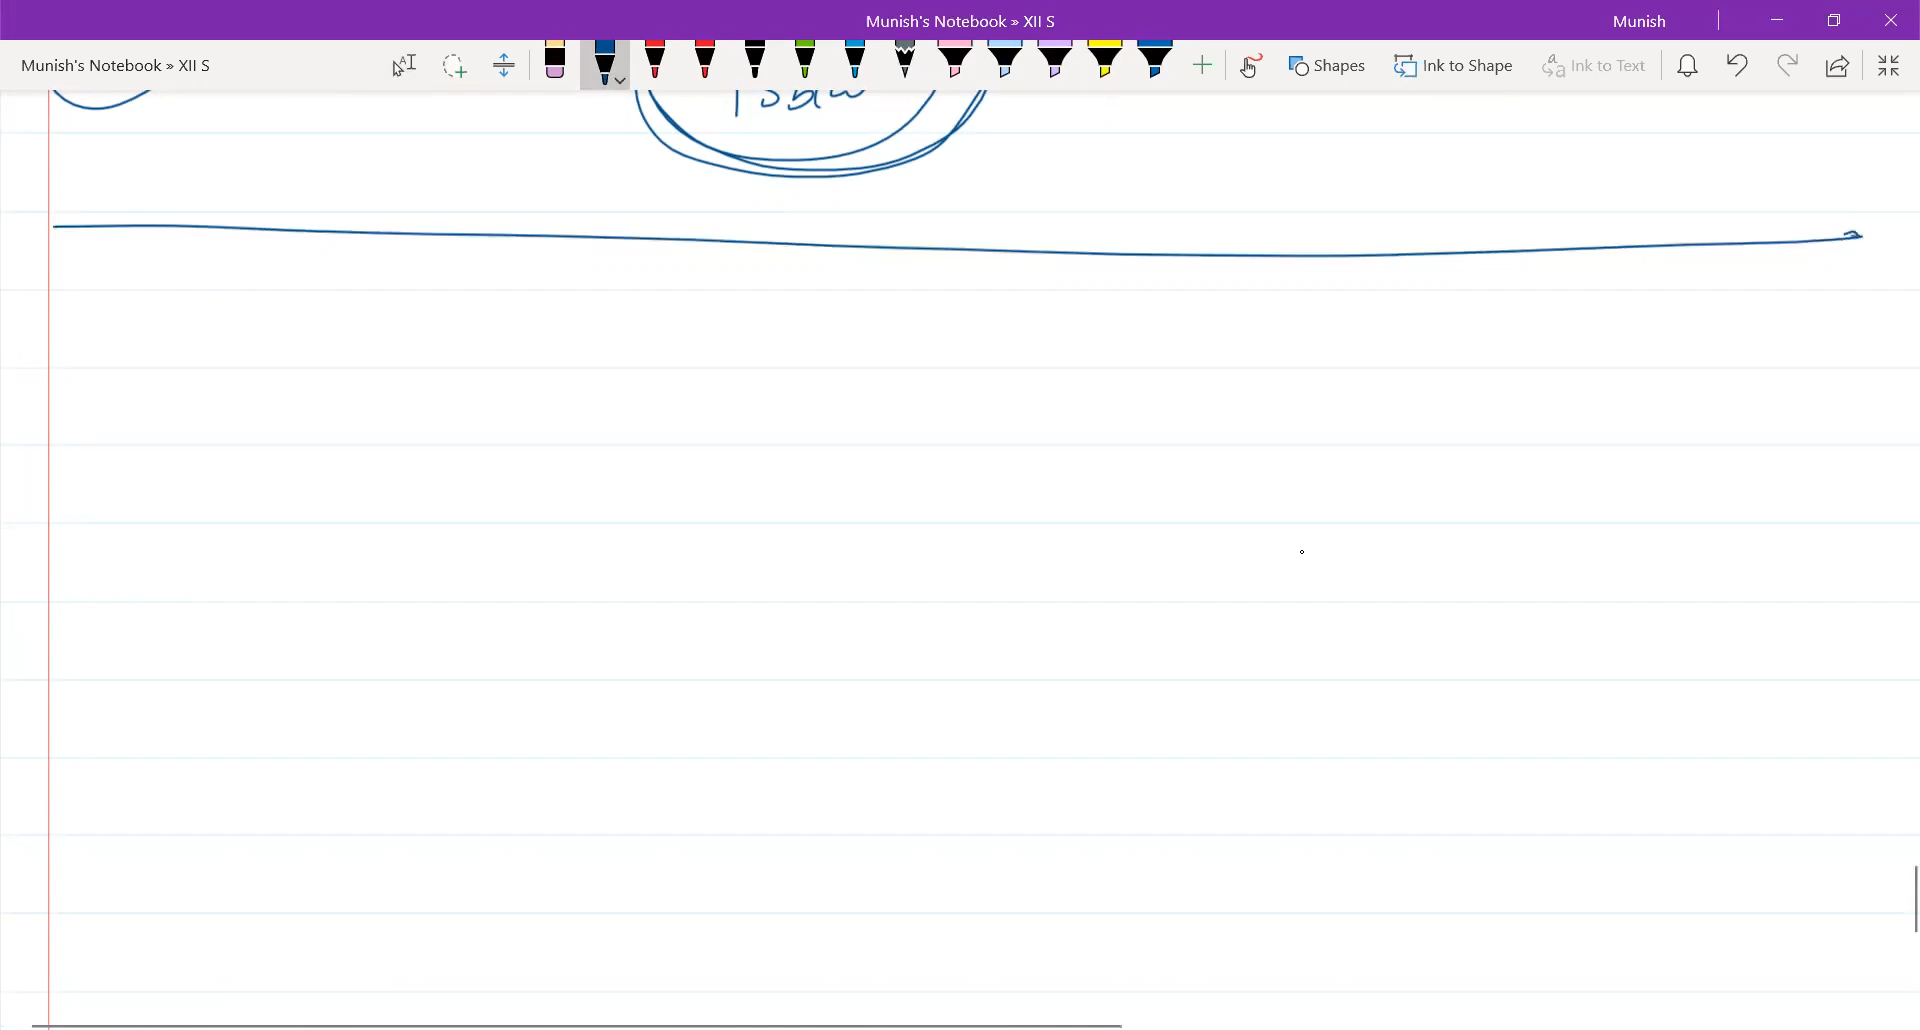 Munish's Notebook » XII S
Munish
Munish's Notebook » XII S
Shapes
Ink to Shape
Ink to Text